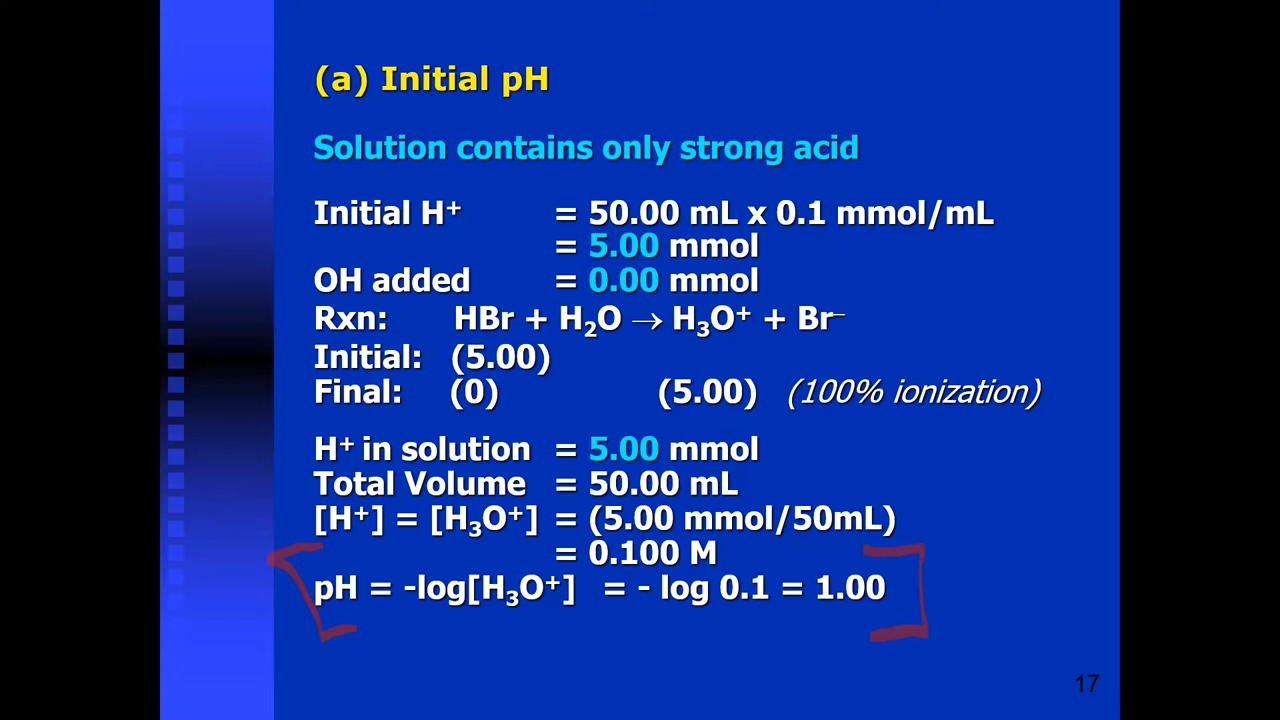 (a) Initial pH
Solution contains only strong acid
Initial H⁺ = 50.00 mL x 0.1 mmol/mL
= 5.00 mmol
OH added = 0.00 mmol
Rxn: HBr + H₂O → H₃O⁺ + Br⁻
Initial: (5.00)
Final: (0) (5.00) (100% ionization)
H⁺ in solution = 5.00 mmol
Total Volume = 50.00 mL
[H⁺] = [H₃O⁺] = (5.00 mmol/50mL)
= 0.100 M
pH = -log[H₃O⁺] = - log 0.1 = 1.00
17